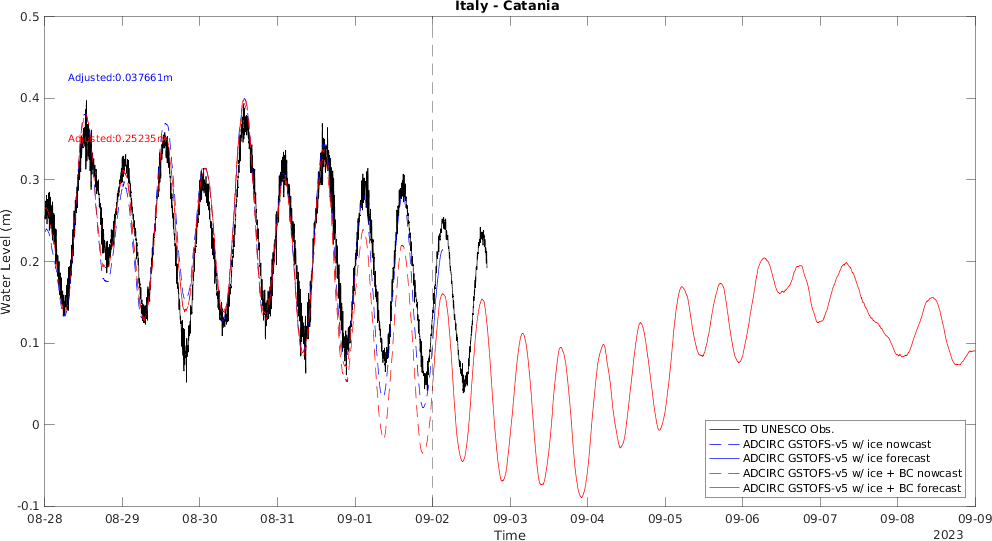 Italy - Catania
0.5
0.4
0.3
0.2
0.1
0
-0.1
Water Level (m)
Adjusted:0.037661m
Adjusted:0.25235m
TD UNESCO Obs.
ADCIRC GSTOFS-v5 w/ ice nowcast
ADCIRC GSTOFS-v5 w/ ice forecast
ADCIRC GSTOFS-v5 w/ ice + BC nowcast
ADCIRC GSTOFS-v5 w/ ice + BC forecast
08-28 08-29 08-30 08-31 09-01 09-02 09-03 09-04 09-05 09-06 09-07 09-08 09-09
Time
2023